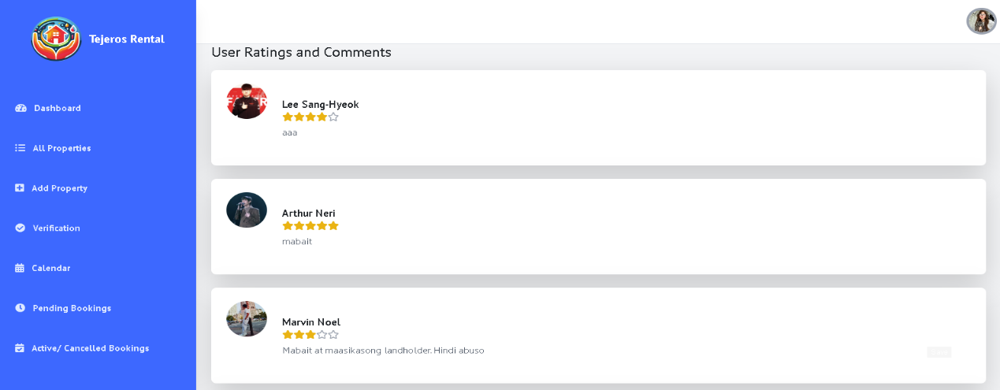 Tejeros Rental
Dashboard
All Properties
Add Property
Verification
Calendar
Pending Bookings
Active/ Cancelled Bookings
User Ratings and Comments
Lee Sang-Hyeok
aaa
Arthur Neri
mabait
Marvin Noel
Mabait at maasikasong landholder. Hindi abuso